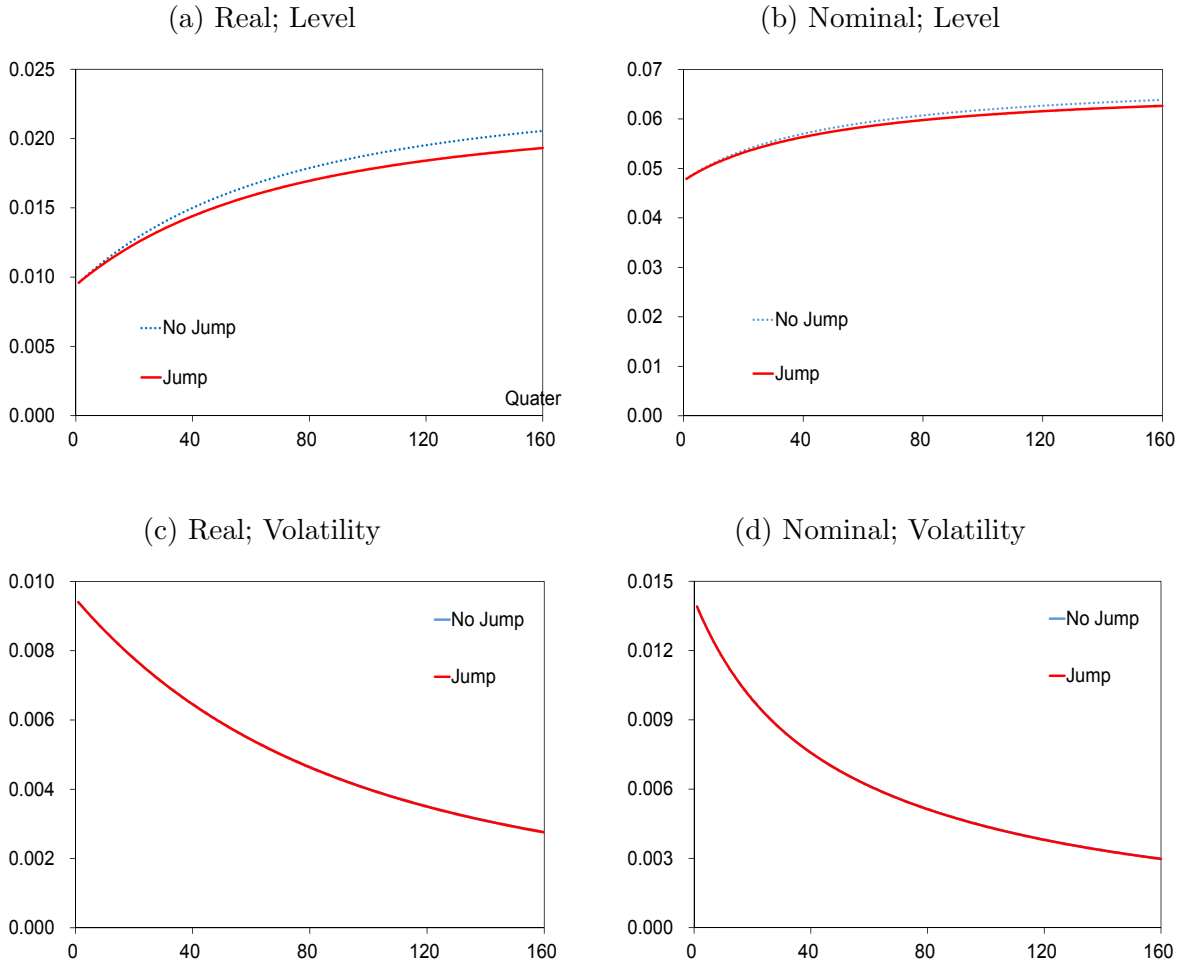 (a) Real; Level
0.025
0.020
0.015
0.010
0.005
0.000
No Jump
Jump
Quater
0 40 80 120 160
(b) Nominal; Level
0.07
0.06
0.05
0.04
0.03
0.02
0.01
0.00
No Jump
Jump
0 40 80 120 160
(c) Real; Volatility
0.010
0.008
0.006
0.004
0.002
0.000
No Jump
Jump
0 40 80 120 160
(d) Nominal; Volatility
0.015
0.012
0.009
0.006
0.003
0.000
No Jump
Jump
0 40 80 120 160